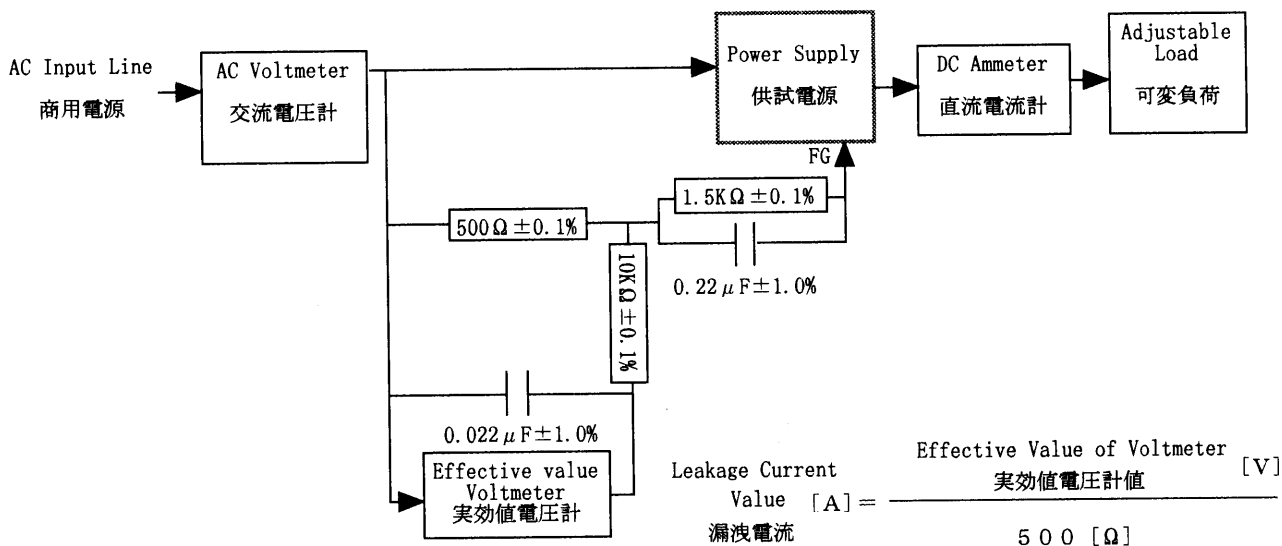 AC Input Line
商用電源
AC Voltmeter
交流電圧計
Power Supply
供試電源
DC Ammeter
直流電流計
Adjustable
Load
可変負荷
FG
1.5KΩ±0.1%
500Ω±0.1%
0.22μF±1.0%
10KΩ±0.1%
0.022μF±1.0%
Effective value
Voltmeter
実効値電圧計
Leakage Current
Value [A]=
漏洩電流
Effective Value of Voltmeter [V]
実効値電圧計値
500 [Ω]